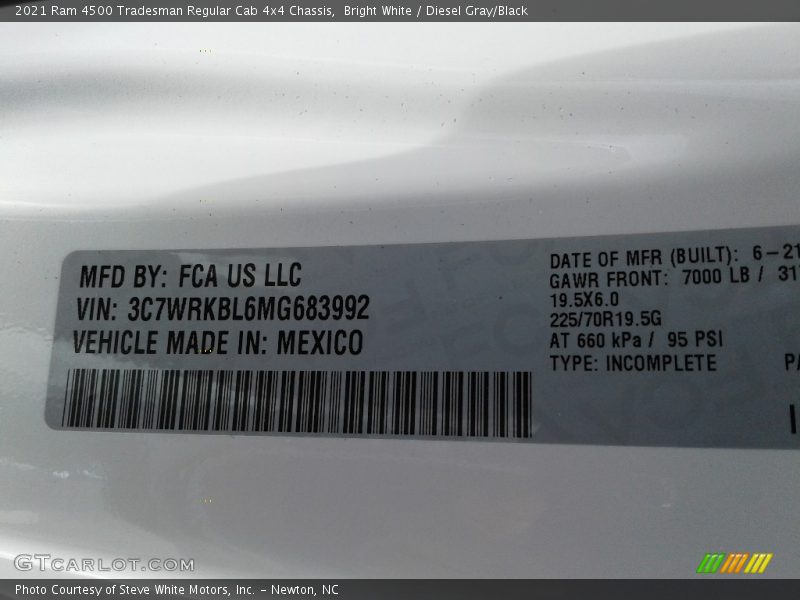 2021 Ram 4500 Tradesman Regular Cab 4x4 Chassis, Bright White / Diesel Gray/Black
MFD BY: FCA US LLC
VIN: 3C7WRKBL6MG683992
VEHICLE MADE IN: MEXICO
DATE OF MFR (BUILT): 6-21
GAWR FRONT: 7000 LB / 31
19.5X6.0
225/70R19.5G
AT 660 kPa / 95 PSI
TYPE: INCOMPLETE
GTCARLOT.COM
Photo Courtesy of Steve White Motors, Inc. - Newton, NC